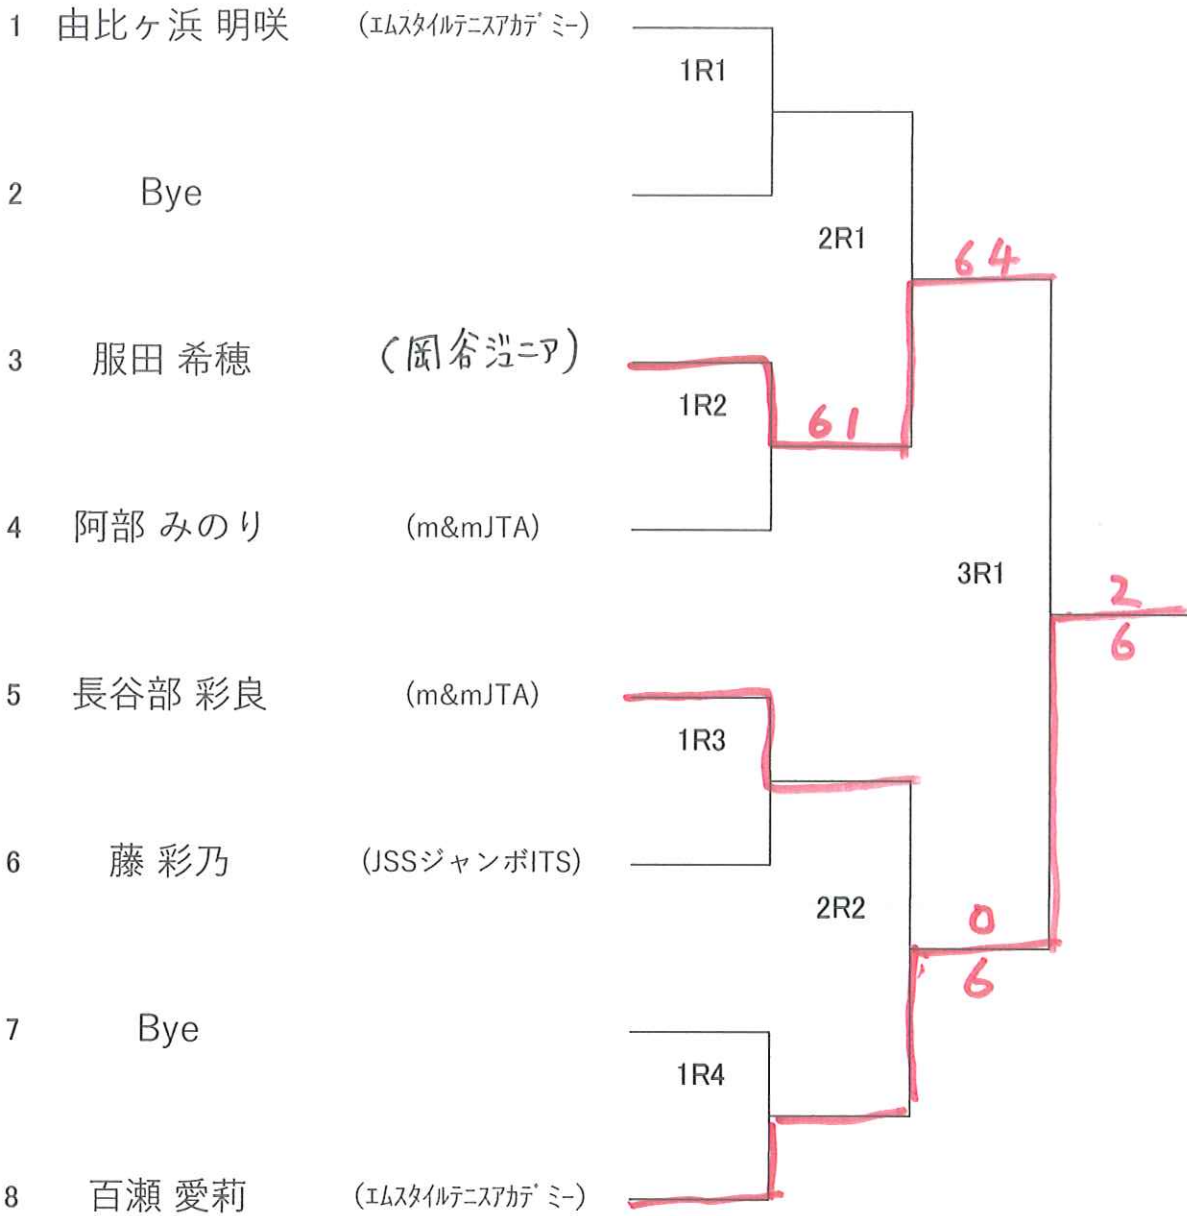 1 由比ヶ浜 明咲 (ｴﾑｽﾀｲﾙﾃﾆｽｱｶﾃﾞﾐｰ)
1R1
2 Bye
2R1
64
3 服田 希穂 (岡谷ジュニア)
1R2
61
4 阿部 みのり (m&mJTA)
3R1
2
6
5 長谷部 彩良 (m&mJTA)
1R3
6 藤 彩乃 (JSSジャンボITS)
2R2
0
6
7 Bye
1R4
8 百瀬 愛莉 (ｴﾑｽﾀｲﾙﾃﾆｽｱｶﾃﾞﾐｰ)